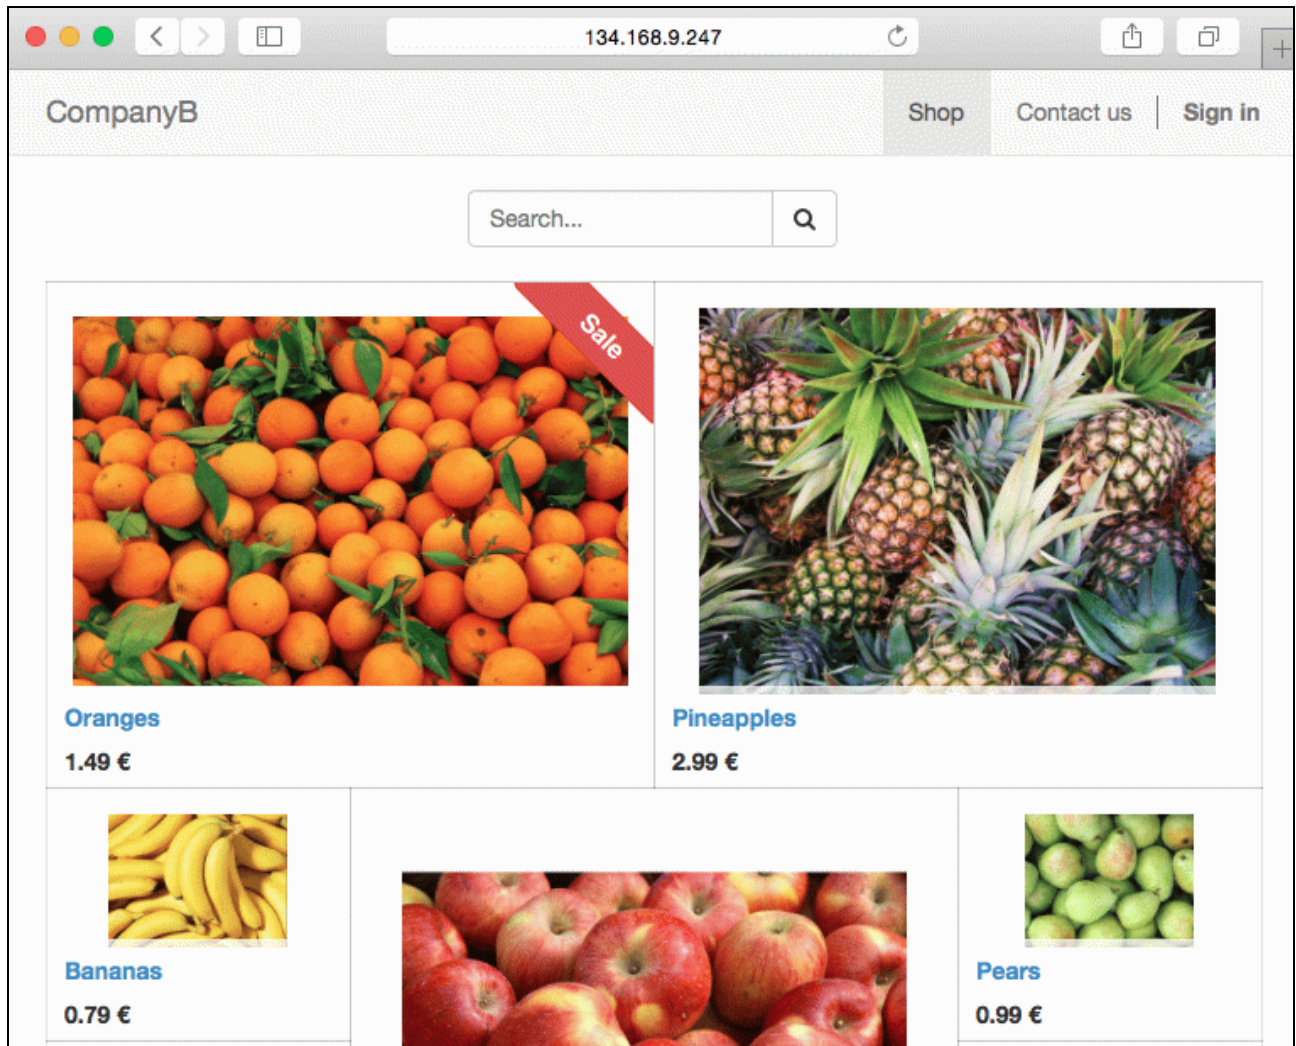 134.168.9.247
CompanyB
Shop
Contact us
Sign in
Search...
Sale
Oranges
1.49 €
Pineapples
2.99 €
Bananas
0.79 €
Pears
0.99 €